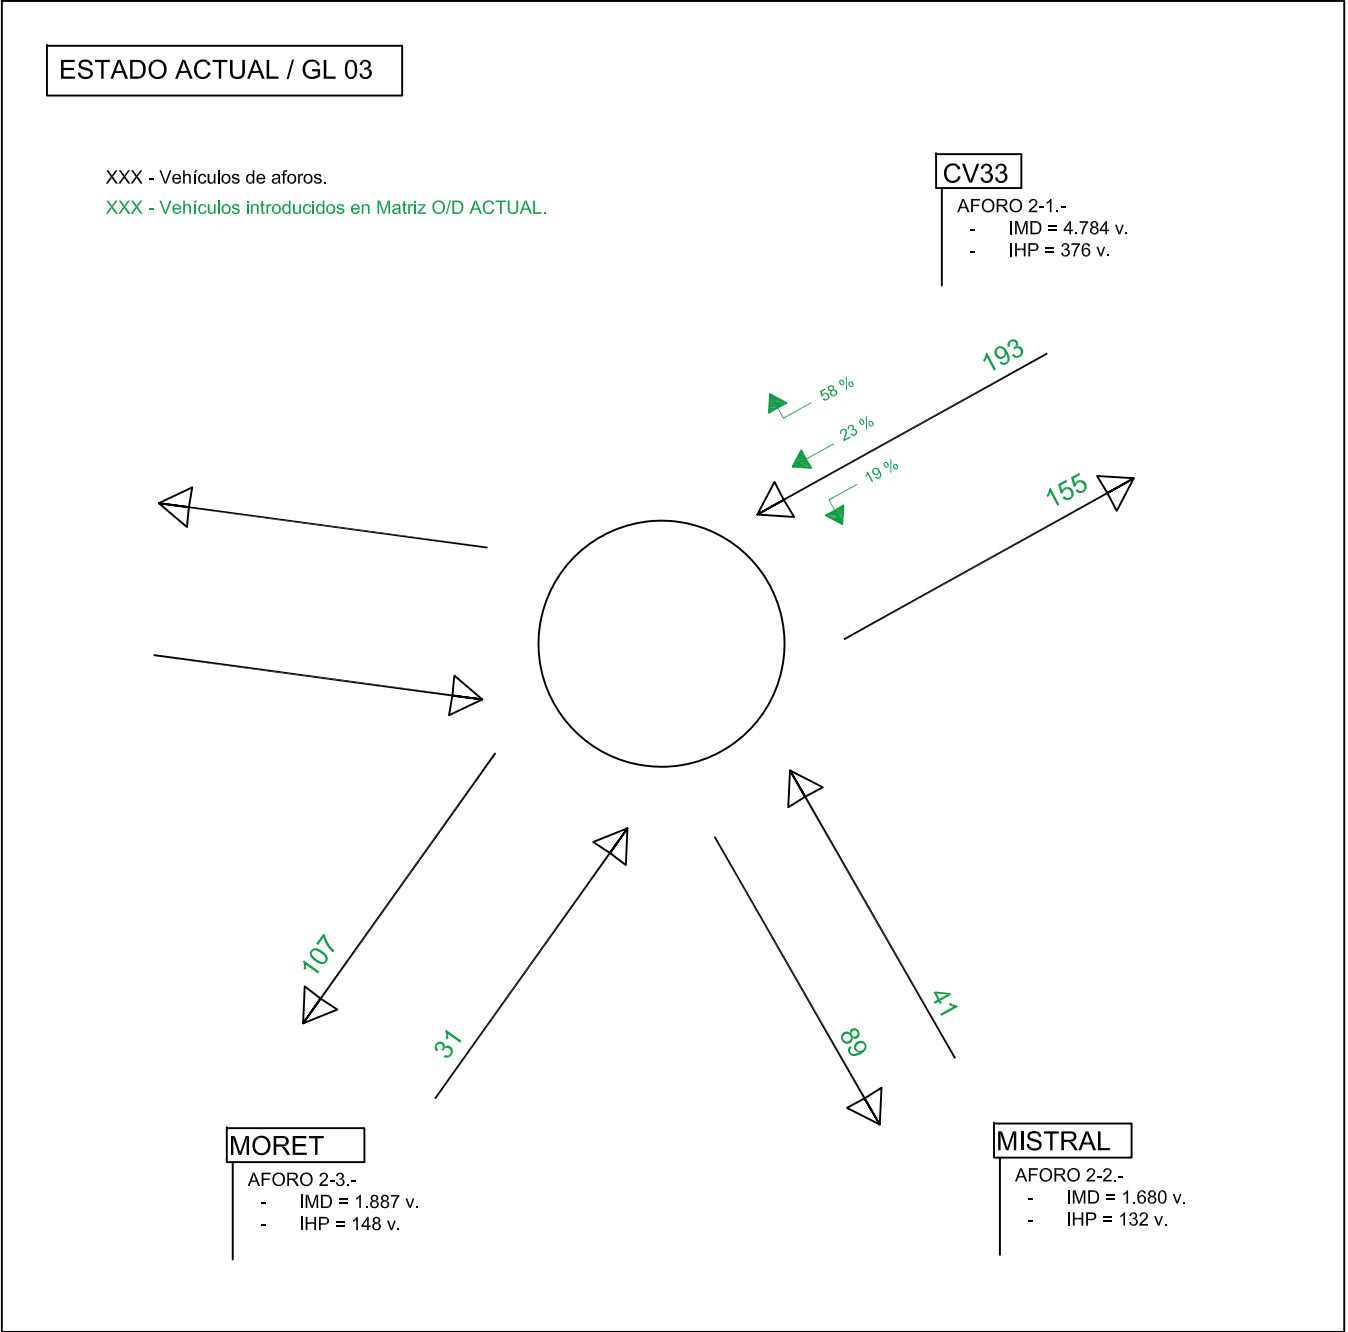 ESTADO ACTUAL / GL 03
XXX - Vehículos de aforos.
XXX - Vehículos introducidos en Matriz O/D ACTUAL.
CV33
AFORO 2-1.-
- IMD = 4.784 v.
- IHP = 376 v.
193
58 %
23 %
19 %
155
107
31
89
41
MORET
AFORO 2-3.-
- IMD = 1.887 v.
- IHP = 148 v.
MISTRAL
AFORO 2-2.-
- IMD = 1.680 v.
- IHP = 132 v.